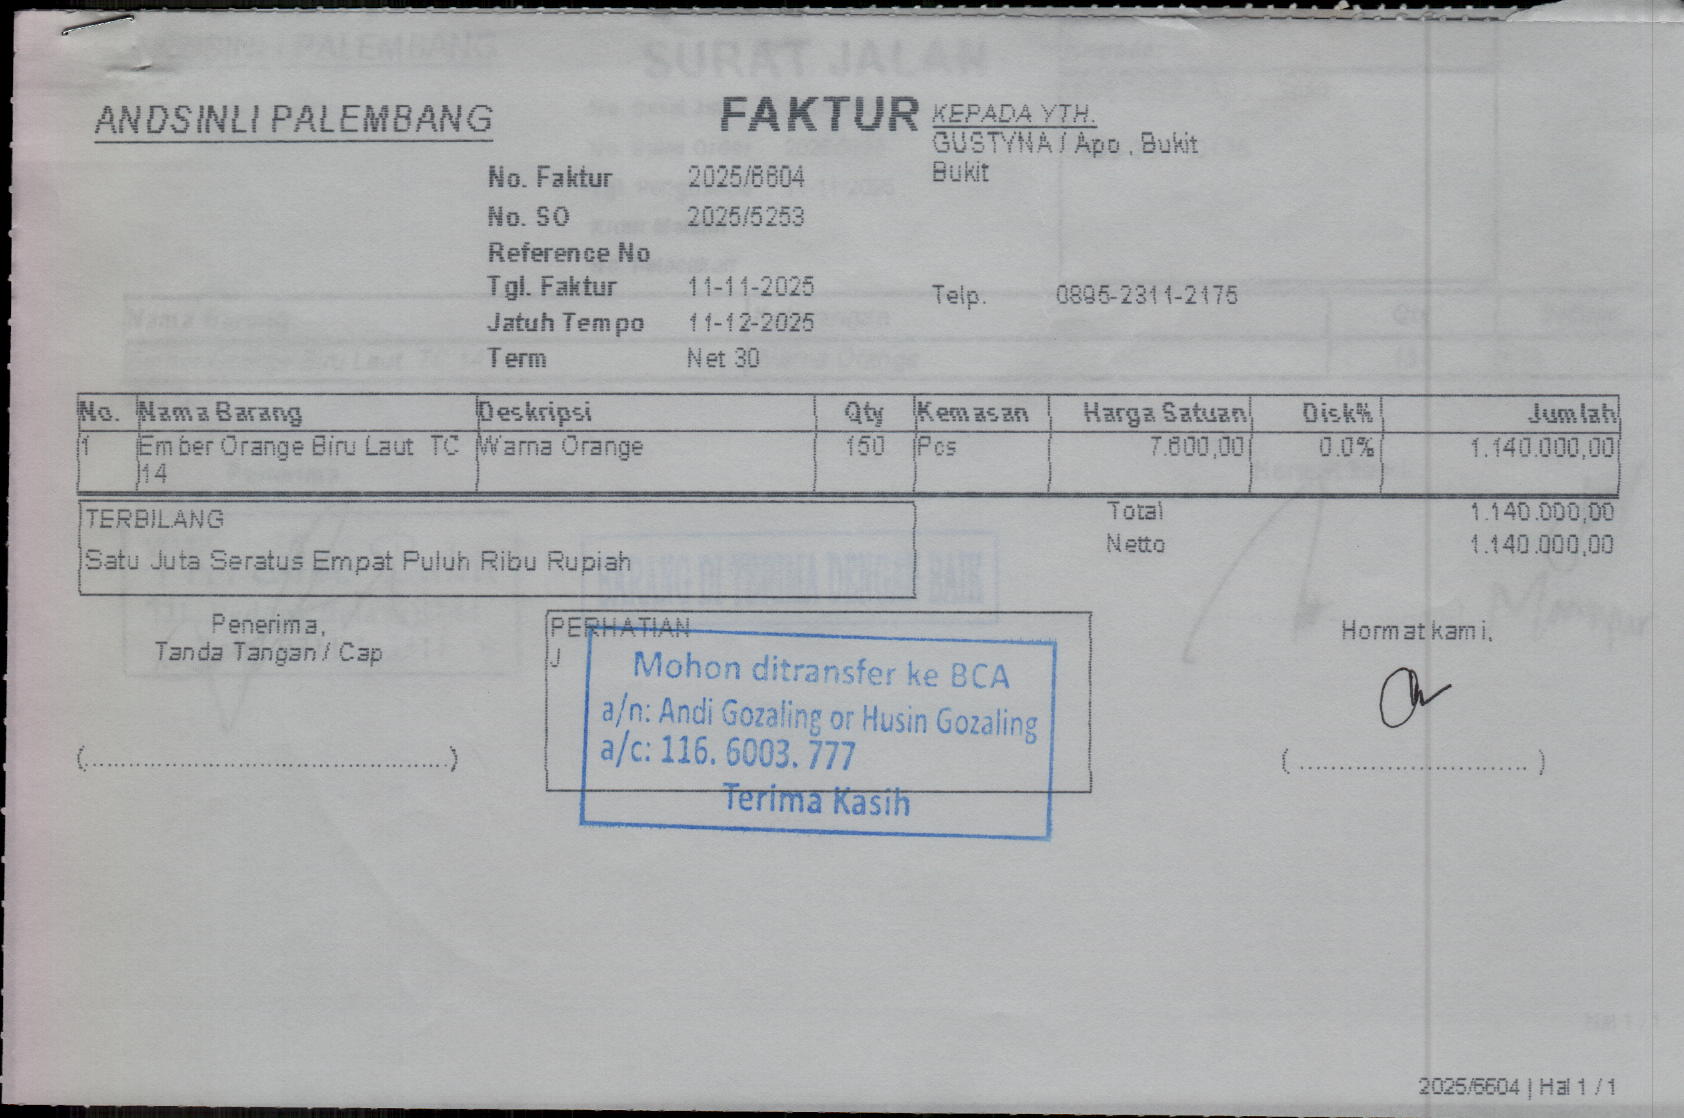 ANDSINLI PALEMBANG
FAKTUR
KEPADA YTH.
GUSTYNA / Apo , Bukit
Bukit
No. Faktur 2025/6604
No. SO 2025/5253
Reference No
Tgl. Faktur 11-11-2025
Telp. 0895-2311-2175
Jatuh Tempo 11-12-2025
Term Net 30
No. Nama Barang Deskripsi Qty Kemasan Harga Satuan Disk% Jumlah
1 Ember Orange Biru Laut TC Warna Orange 150 Pcs 7.600,00 0.0% 1.140.000,00
14
TERBILANG
Satu Juta Seratus Empat Puluh Ribu Rupiah
Total 1.140.000,00
Netto 1.140.000,00
Penerima,
Tanda Tangan / Cap
(..............................................)
PERHATIAN
J
Mohon ditransfer ke BCA
a/n: Andi Gozaling or Husin Gozaling
a/c: 116. 6003. 777
Terima Kasih
Hormat kami,
( ............................. )
2025/6604 | Hal 1 / 1